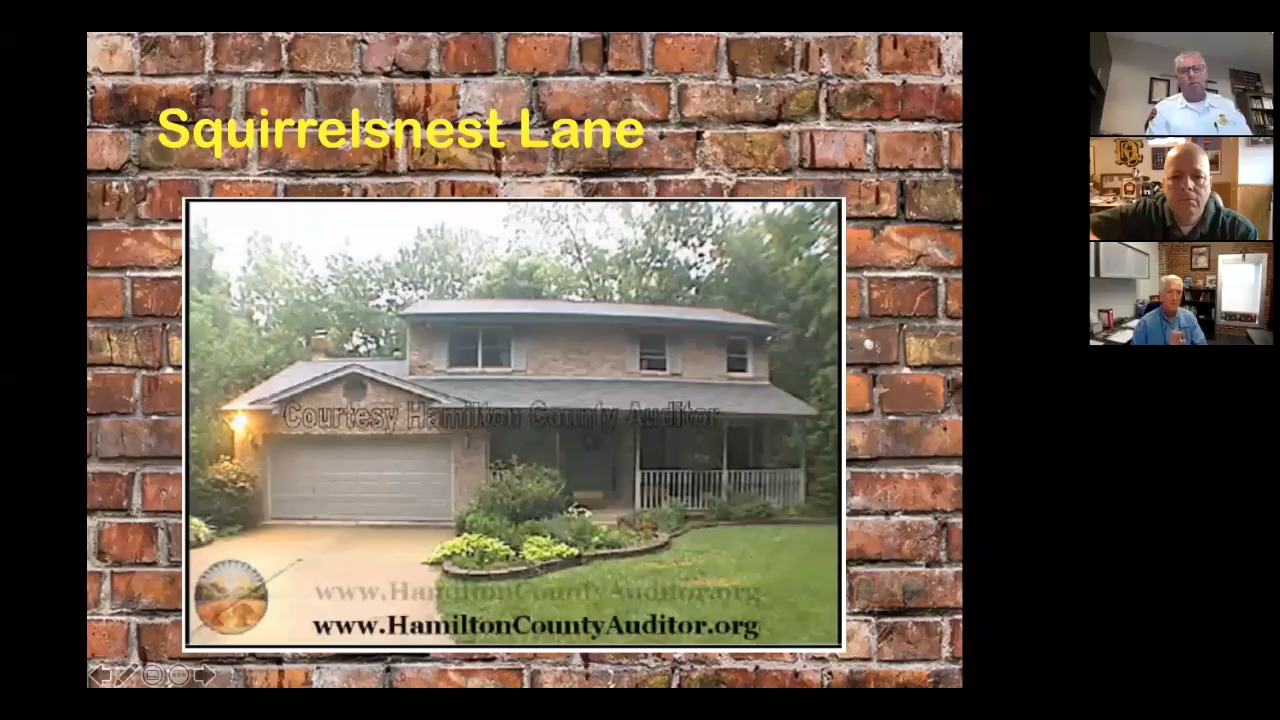 Squirrelsnest Lane
Courtesy Hamilton County Auditor
www.HamiltonCountyAuditor.org
www.HamiltonCountyAuditor.org